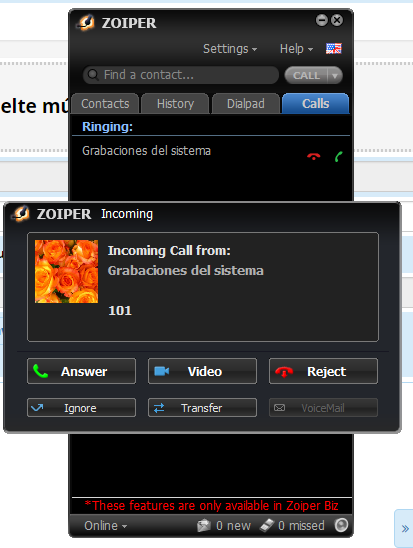 ZOIPER
Settings
Help
Find a contact...
CALL
Contacts
History
Dialpad
Calls
elte mú
Ringing:
Grabaciones del sistema
ZOIPER Incoming
Incoming Call from:
Grabaciones del sistema
101
Answer
Video
Reject
Ignore
Transfer
VoiceMail
*These features are only available in Zoiper Biz
Online
0 new
0 missed
»